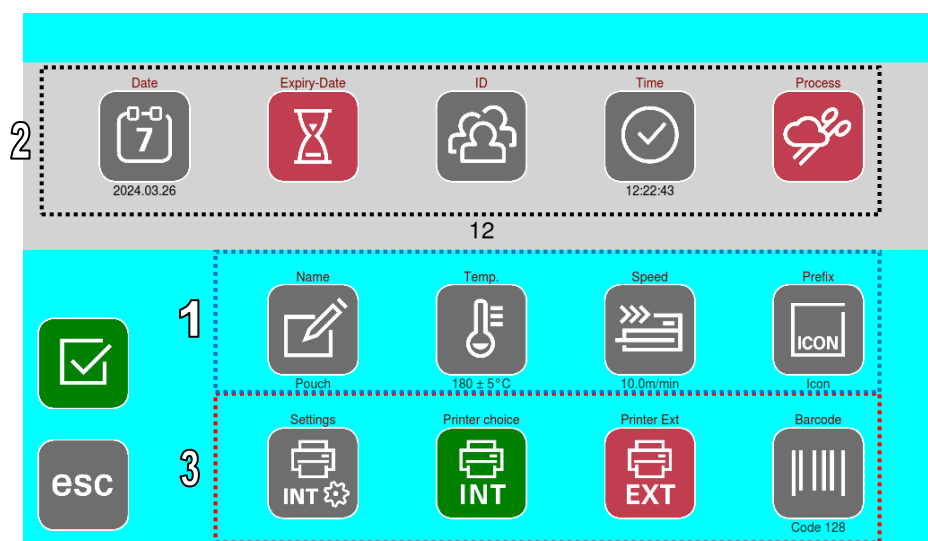 Date Expiry-Date ID Time Process
7
2024.03.26 12:22:43
2
12
Name Temp. Speed Prefix
ICON
1
Pouch 180 ± 5°C 10.0m/min Icon
Settings Printer choice Printer Ext Barcode
esc
3
INT INT EXT
Code 128